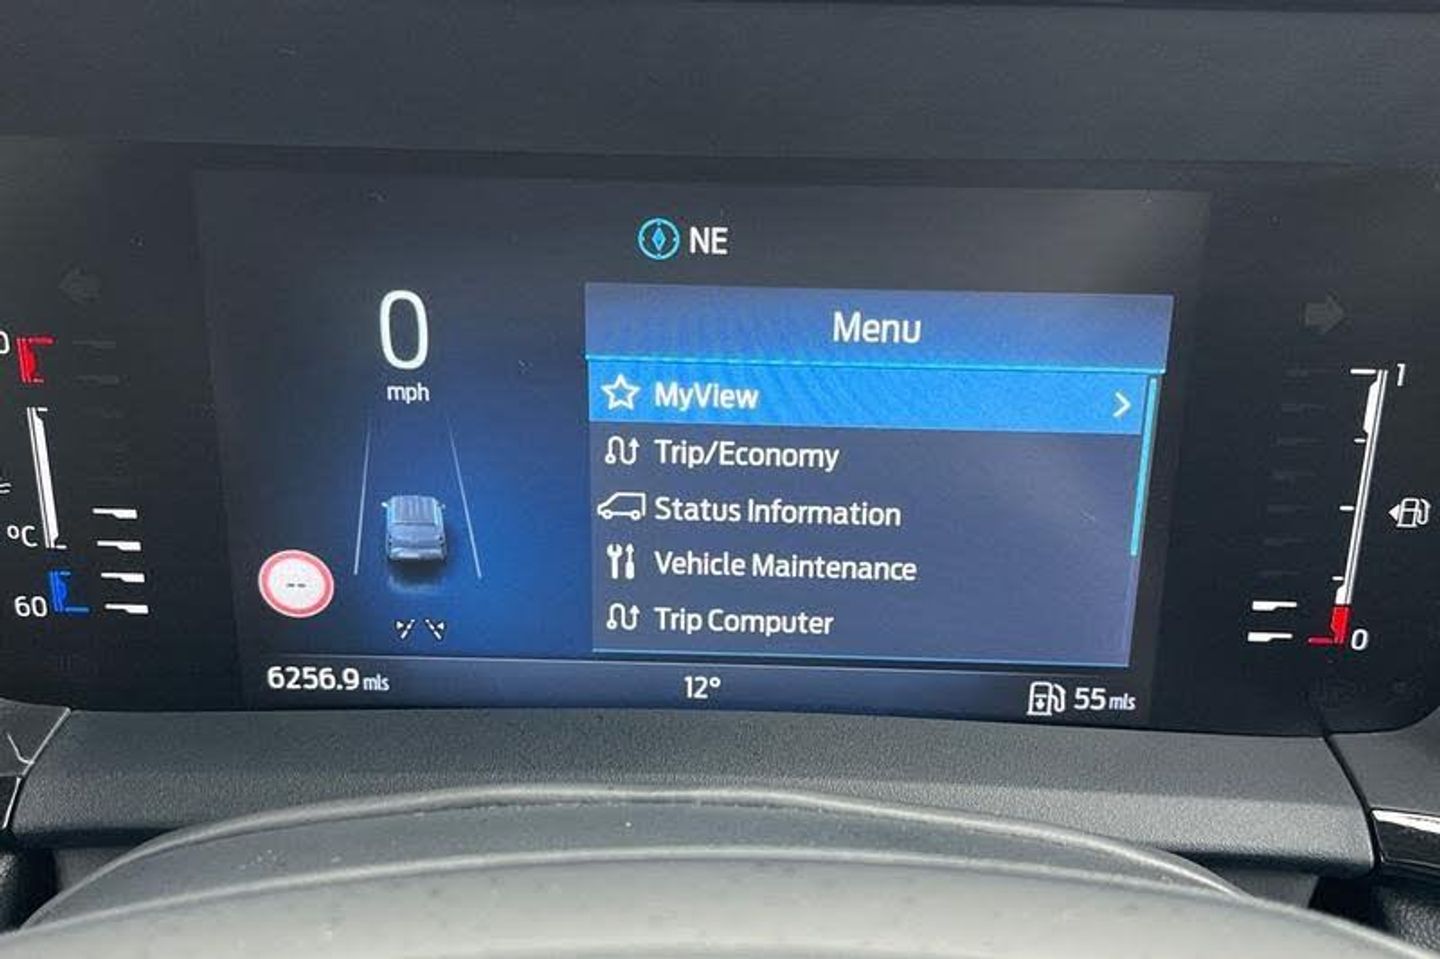 NE
0
mph
Menu
MyView
Trip/Economy
Status Information
Vehicle Maintenance
Trip Computer
--
6256.9 mls
12°
55 mls
°C
60
1
0